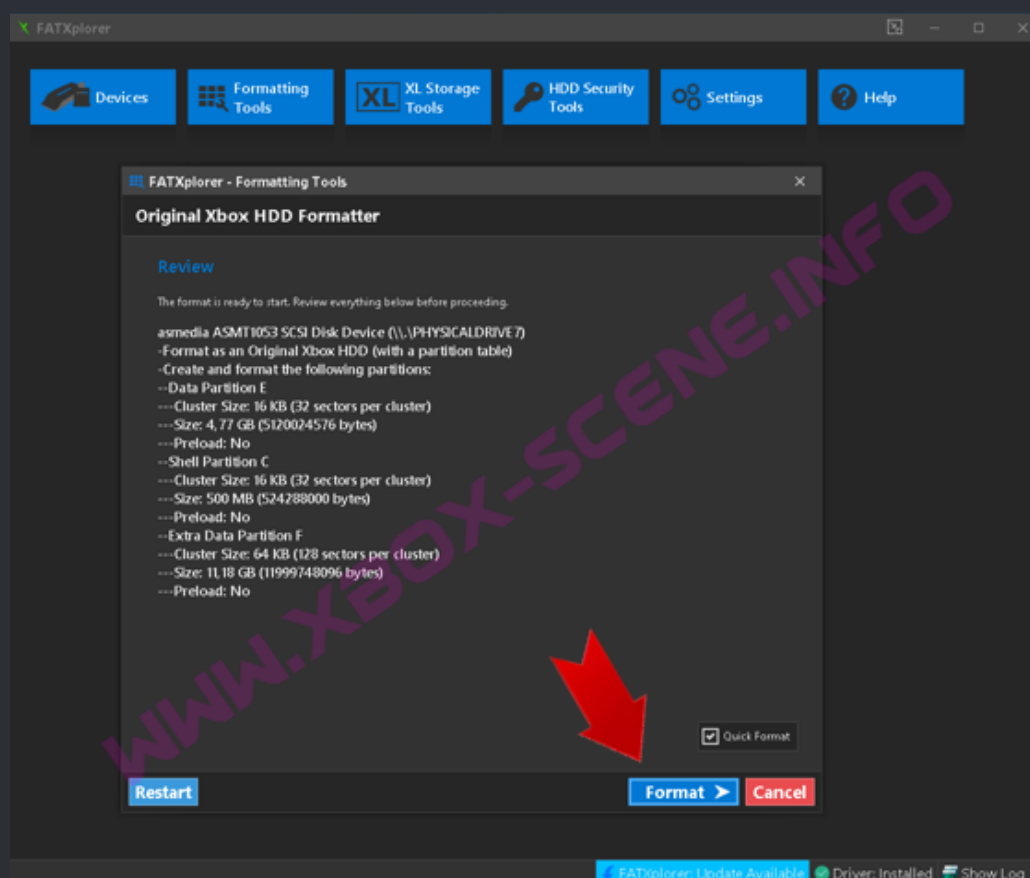 FATXplorer
Devices
Formatting
Tools
XL
XL Storage
Tools
HDD Security
Tools
Settings
? Help
FATXplorer - Formatting Tools
Original Xbox HDD Formatter
Review
The format is ready to start. Review everything below before proceeding.
asmedia ASMT1053 SCSI Disk Device (\\.\PHYSICALDRIVE7)
-Format as an Original Xbox HDD (with a partition table)
-Create and format the following partitions:
--Data Partition E
---Cluster Size: 16 KB (32 sectors per cluster)
---Size: 4,77 GB (5120024576 bytes)
---Preload: No
--Shell Partition C
---Cluster Size: 16 KB (32 sectors per cluster)
---Size: 500 MB (524288000 bytes)
---Preload: No
--Extra Data Partition F
---Cluster Size: 64 KB (128 sectors per cluster)
---Size: 11,18 GB (11999748096 bytes)
---Preload: No
WWW.XBOX-SCENE.INFO
Quick Format
Restart
Format
Cancel
FATXplorer: Update Available
Driver: Installed
Show Log